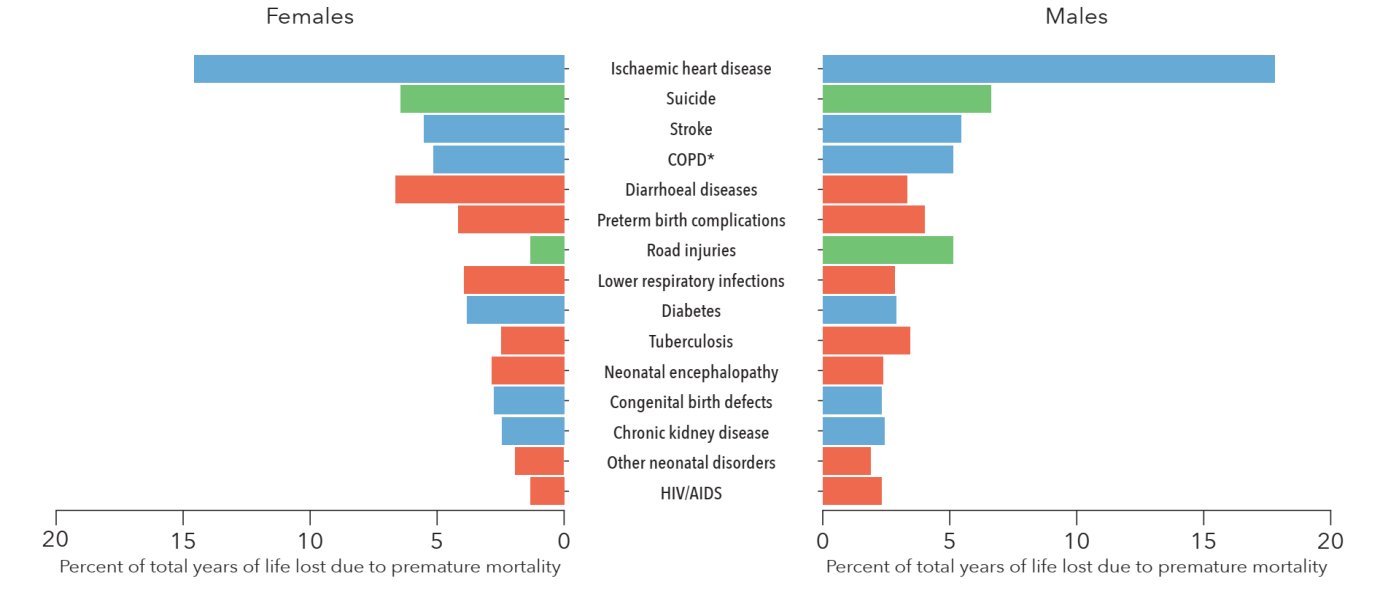 Females
Males
Ischaemic heart disease
Suicide
Stroke
COPD*
Diarrhoeal diseases
Preterm birth complications
Road injuries
Lower respiratory infections
Diabetes
Tuberculosis
Neonatal encephalopathy
Congenital birth defects
Chronic kidney disease
Other neonatal disorders
HIV/AIDS
20 15 10 5 0
0 5 10 15 20
Percent of total years of life lost due to premature mortality
Percent of total years of life lost due to premature mortality